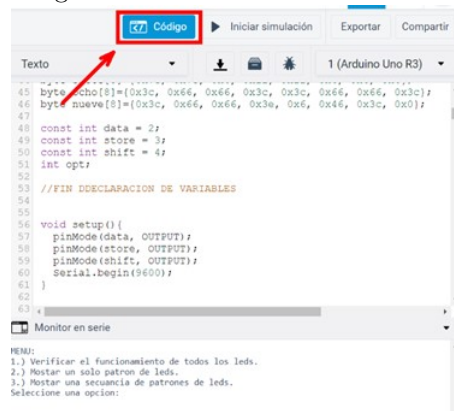 Código
Iniciar simulación
Exportar
Compartir
Texto
1 (Arduino Uno R3)
45 byte ocho[8]={0x3c, 0x66, 0x66, 0x3c, 0x3c, 0x66, 0x66, 0x3c};
46 byte nueve[8]={0x3c, 0x66, 0x66, 0x3e, 0x6, 0x46, 0x3c, 0x0};
47
48 const int data = 2;
49 const int store = 3;
50 const int shift = 4;
51 int opt;
52
53 //FIN DDECLARACION DE VARIABLES
54
55
56 void setup(){
57 pinMode(data, OUTPUT);
58 pinMode(store, OUTPUT);
59 pinMode(shift, OUTPUT);
60 Serial.begin(9600);
61 }
62
63
Monitor en serie
MENU:
1.) Verificar el funcionamiento de todos los leds.
2.) Mostar un solo patron de leds.
3.) Mostar una secuancia de patrones de leds.
Seleccione una opcion: